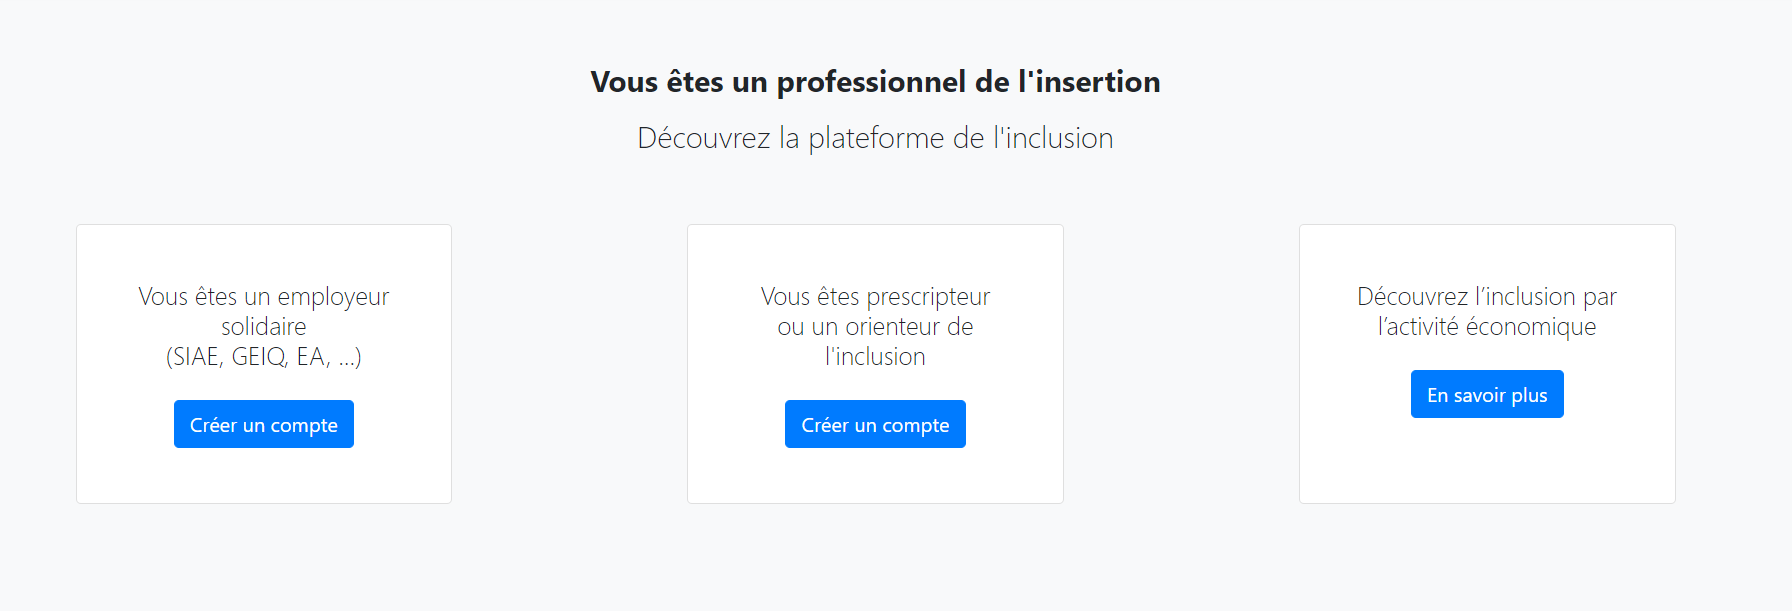 Vous êtes un professionnel de l'insertion
Découvrez la plateforme de l'inclusion
Vous êtes un employeur
solidaire
(SIAE, GEIQ, EA, ...)
Créer un compte
Vous êtes prescripteur
ou un orienteur de
l'inclusion
Créer un compte
Découvrez l’inclusion par
l’activité économique
En savoir plus